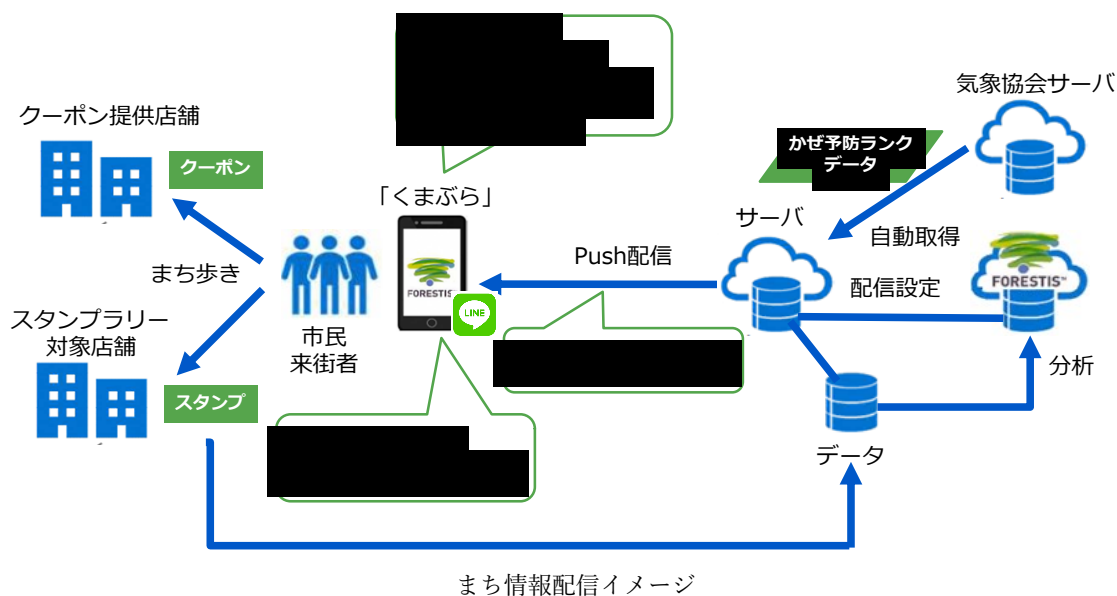 気象協会サーバ
クーポン提供店舗
クーポン
かぜ予防ランク
データ
「くまぶら」
サーバ
自動取得
Push配信
FORESTIS™
配信設定
まち歩き
FORESTIS
LINE
スタンプラリー
対象店舗
市民
来街者
分析
スタンプ
データ
まち情報配信イメージ